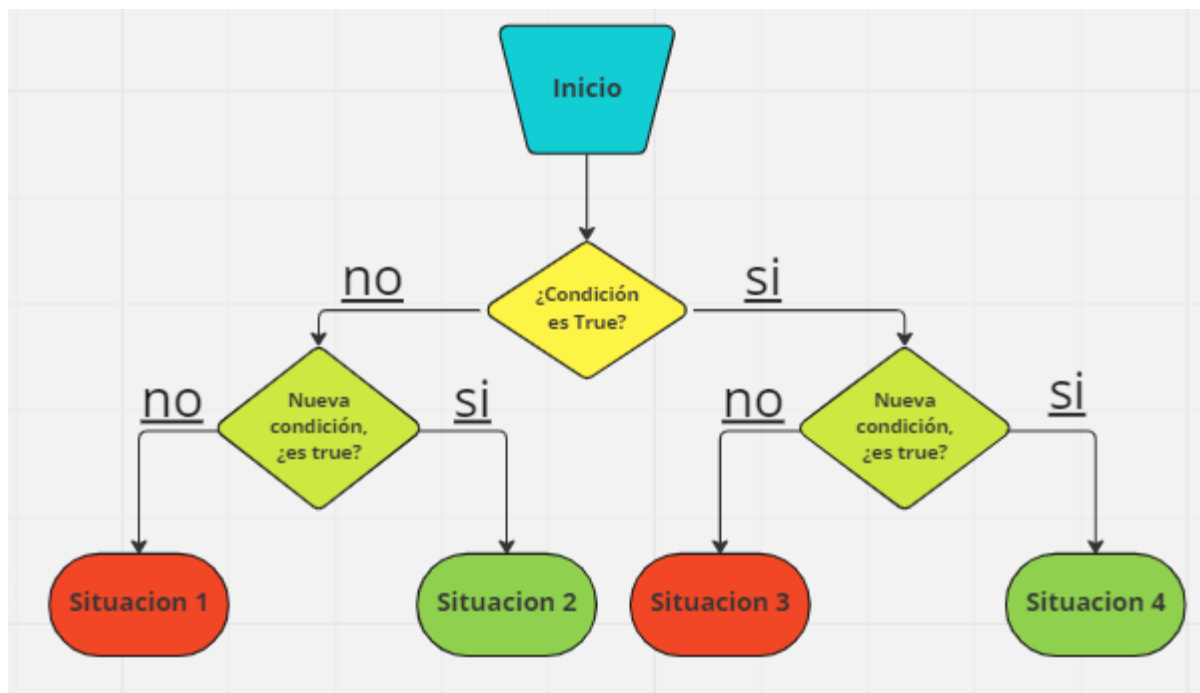 Inicio
no
si
¿Condición
es True?
no
si
no
si
Nueva
condición,
¿es true?
Nueva
condición,
¿es true?
Situacion 1
Situacion 2
Situacion 3
Situacion 4